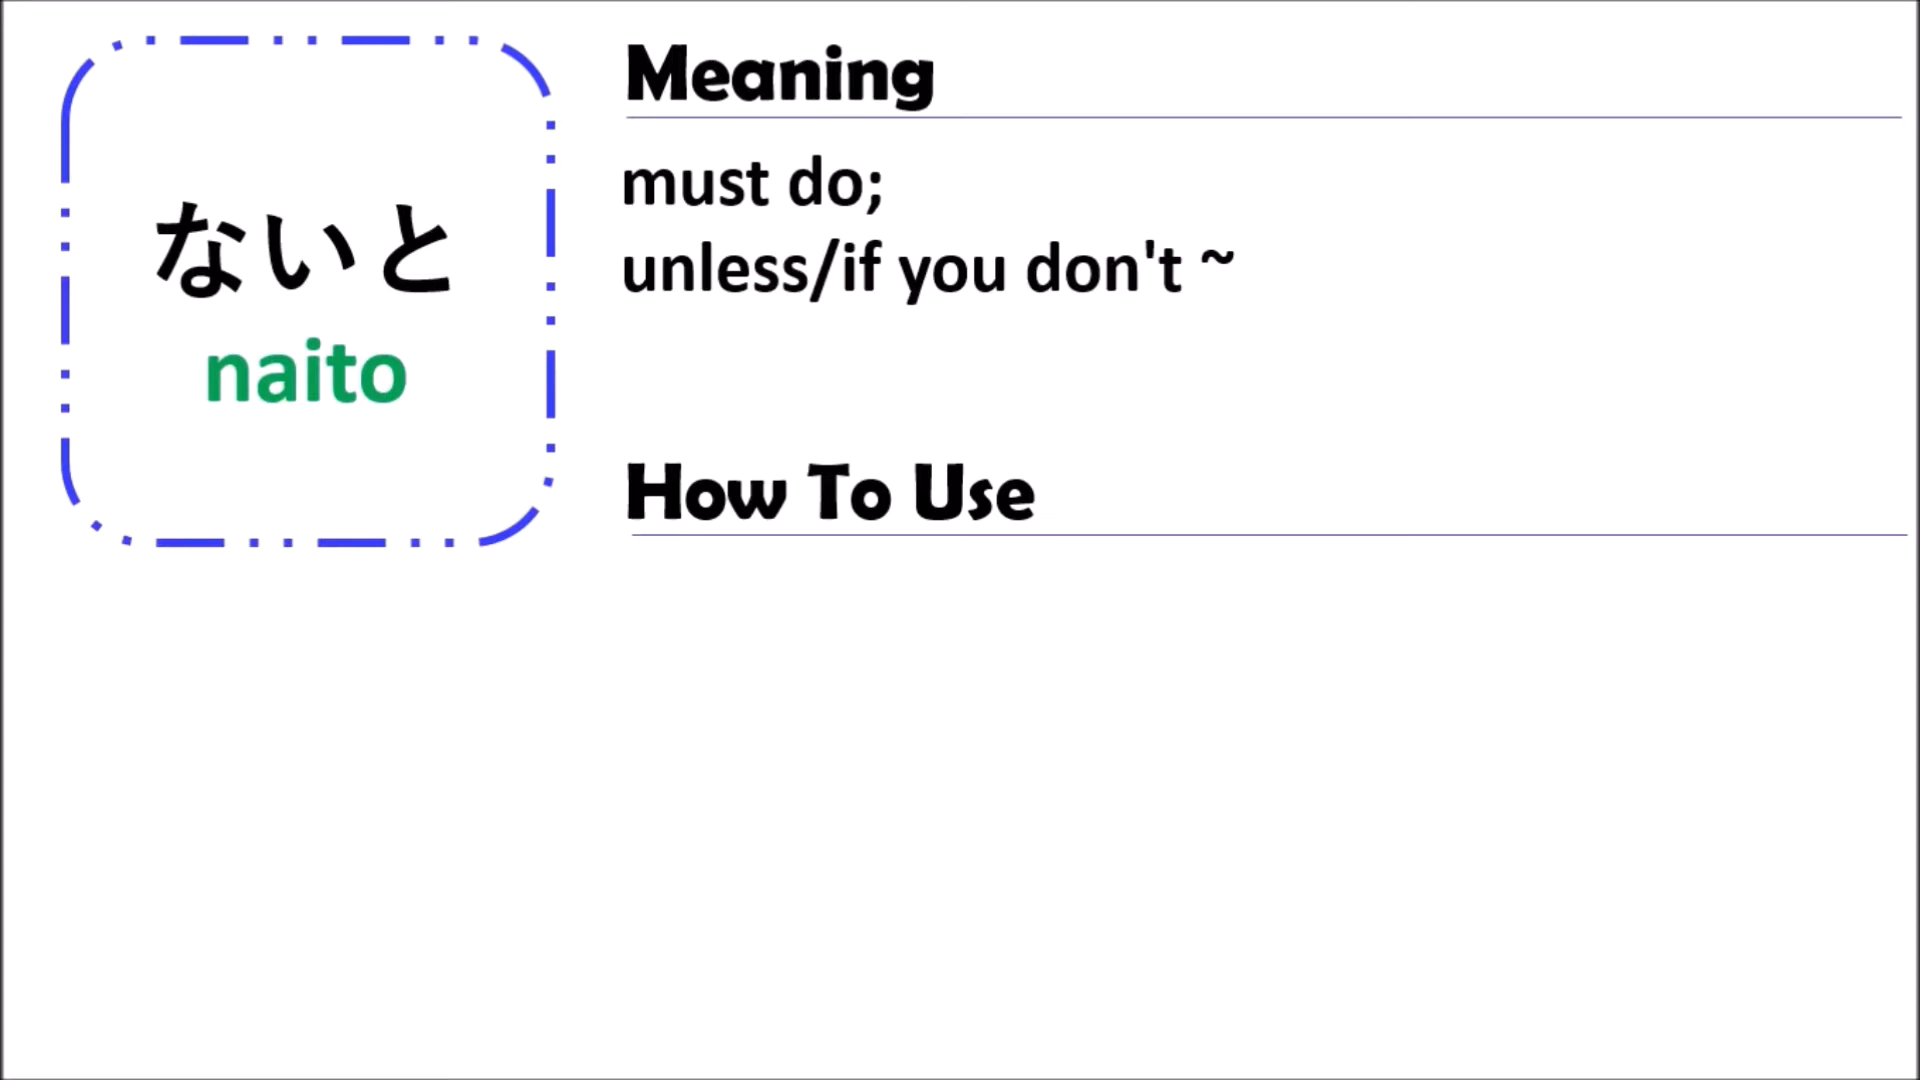 ないと
naito
Meaning
must do;
unless/if you don't ~
How To Use